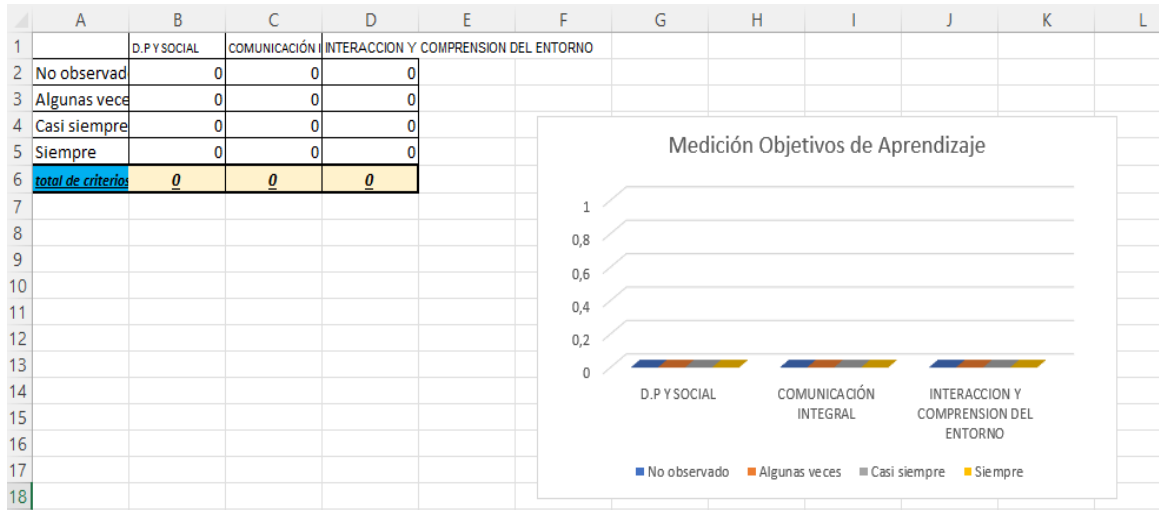 A B C D E F G H I J K L
1 D.P Y SOCIAL COMUNICACIÓN I INTERACCION Y COMPRENSION DEL ENTORNO
2 No observad 0 0 0
3 Algunas vece 0 0 0
4 Casi siempre 0 0 0
5 Siempre 0 0 0
6 total de criterios 0 0 0
7
8
9
10
11
12
13
14
15
16
17
18
Medición Objetivos de Aprendizaje
1
0,8
0,6
0,4
0,2
0
D.P Y SOCIAL
COMUNICACIÓN
INTEGRAL
INTERACCION Y
COMPRENSION DEL
ENTORNO
No observado Algunas veces Casi siempre Siempre